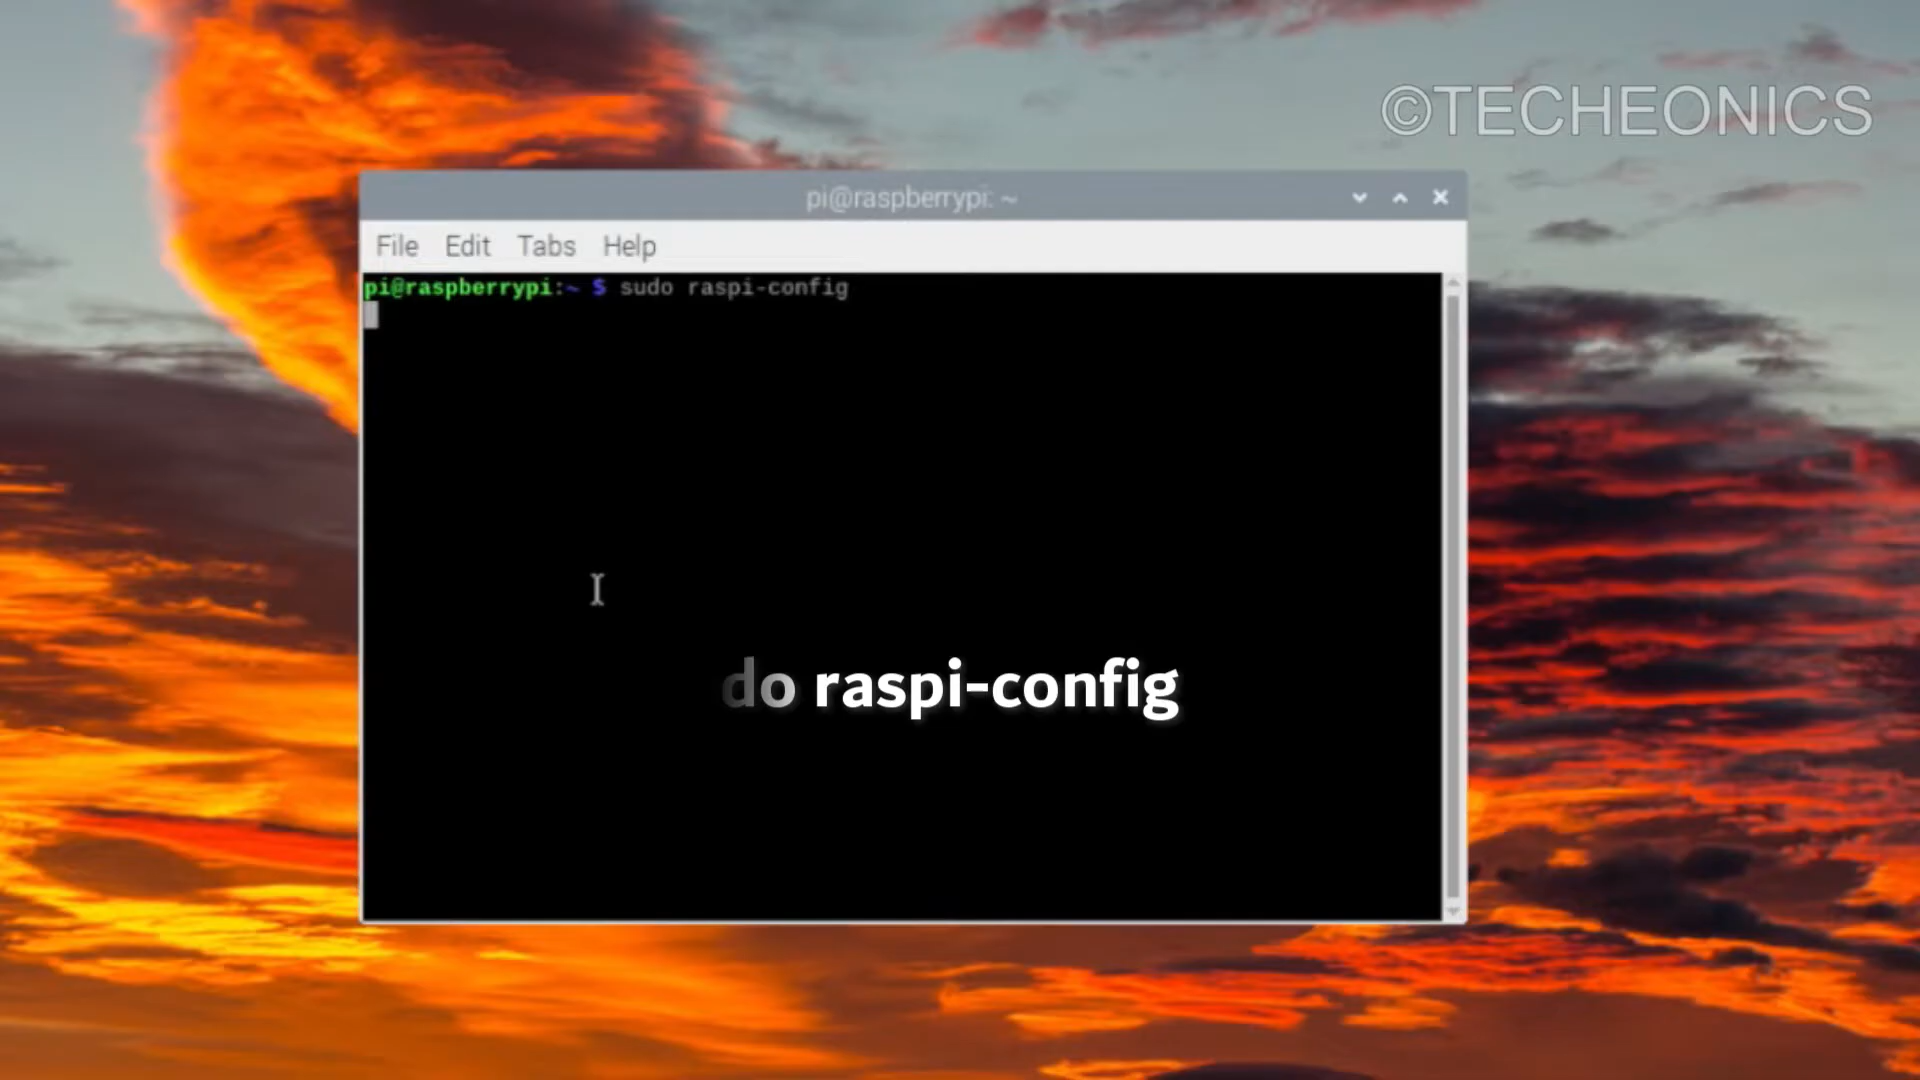 ©TECHEONICS
pi@raspberrypi: ~
File Edit Tabs Help
pi@raspberrypi:~ $ sudo raspi-config
do raspi-config